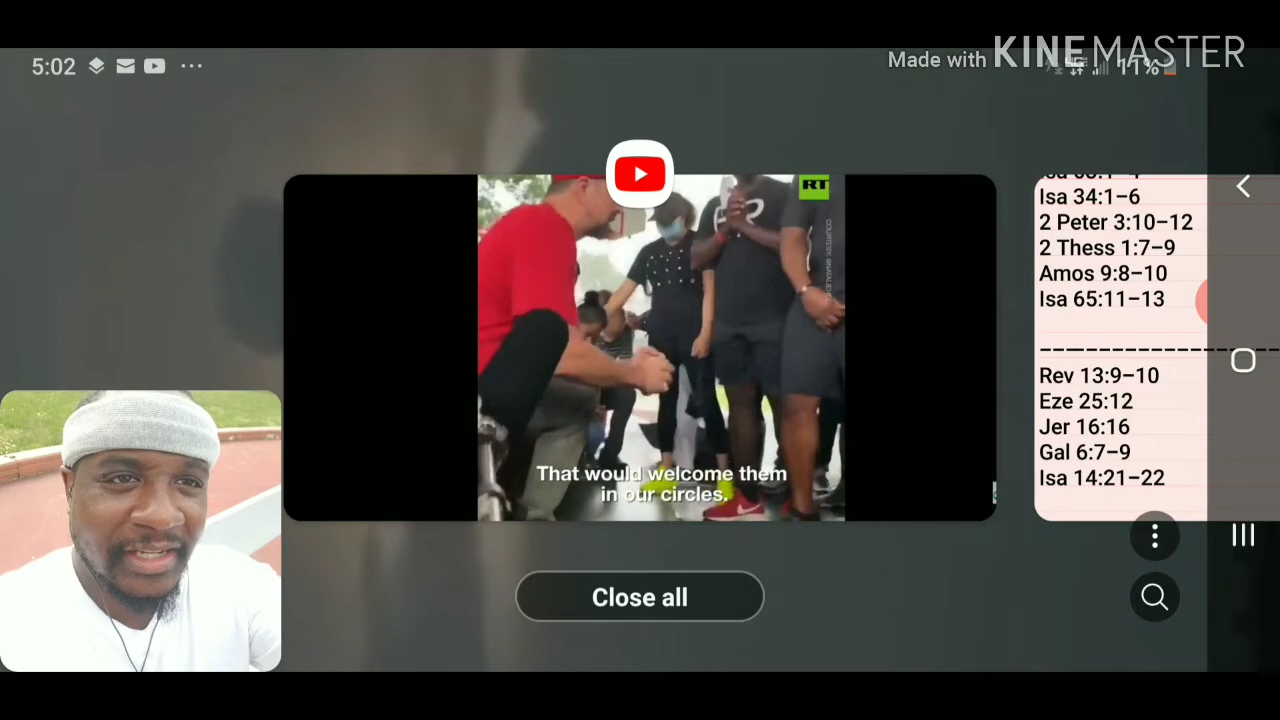 5:02
Made with KINEMASTER
11%
RT
That would welcome them
in our circles.
Isa 34:1-6
2 Peter 3:10-12
2 Thess 1:7-9
Amos 9:8-10
Isa 65:11-13
Rev 13:9-10
Eze 25:12
Jer 16:16
Gal 6:7-9
Isa 14:21-22
Close all